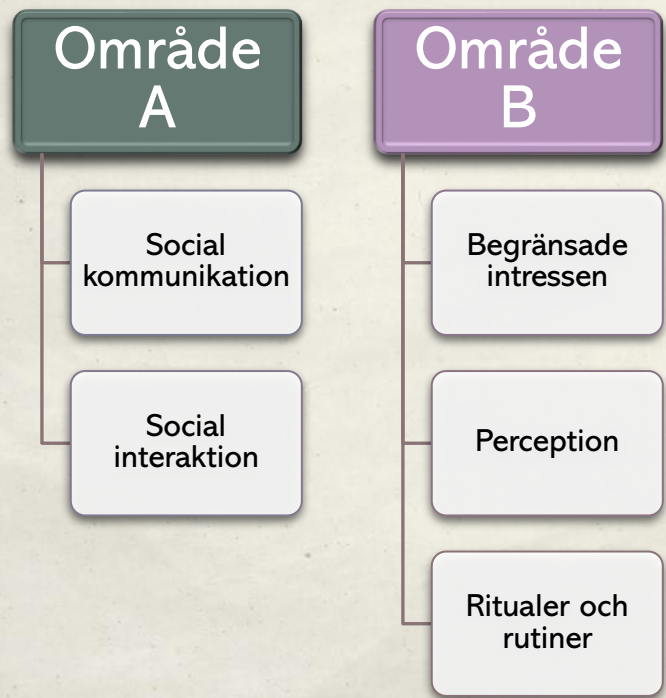 Område
A
Social
kommunikation
Social
interaktion
Område
B
Begränsade
intressen
Perception
Ritualer och
rutiner